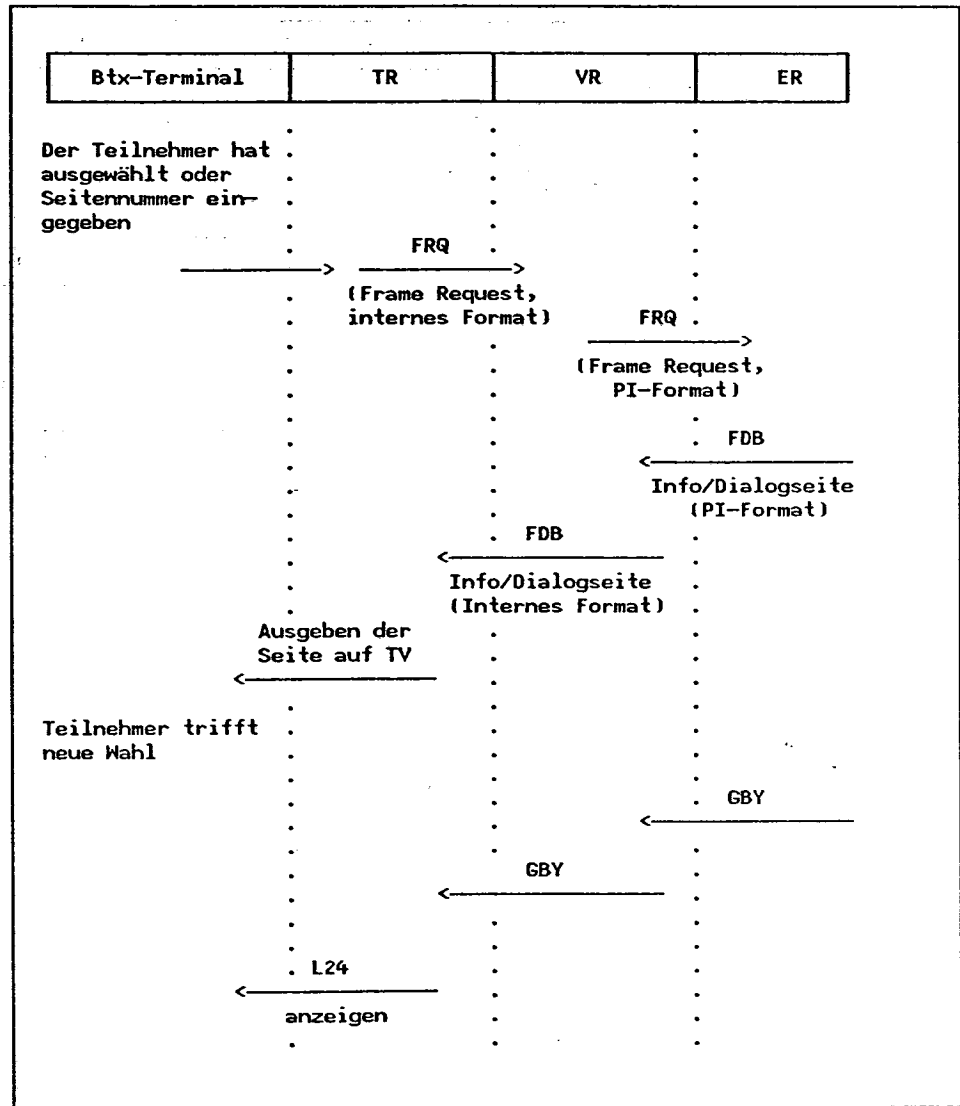 Btx-Terminal TR VR ER
Der Teilnehmer hat
ausgewählt oder
Seitennummer ein-
gegeben
FRQ
(Frame Request,
internes Format)
FRQ
(Frame Request,
PI-Format)
FDB
Info/Dialogseite
(PI-Format)
FDB
Info/Dialogseite
(Internes Format)
Ausgeben der
Seite auf TV
Teilnehmer trifft
neue Wahl
GBY
GBY
L24
anzeigen